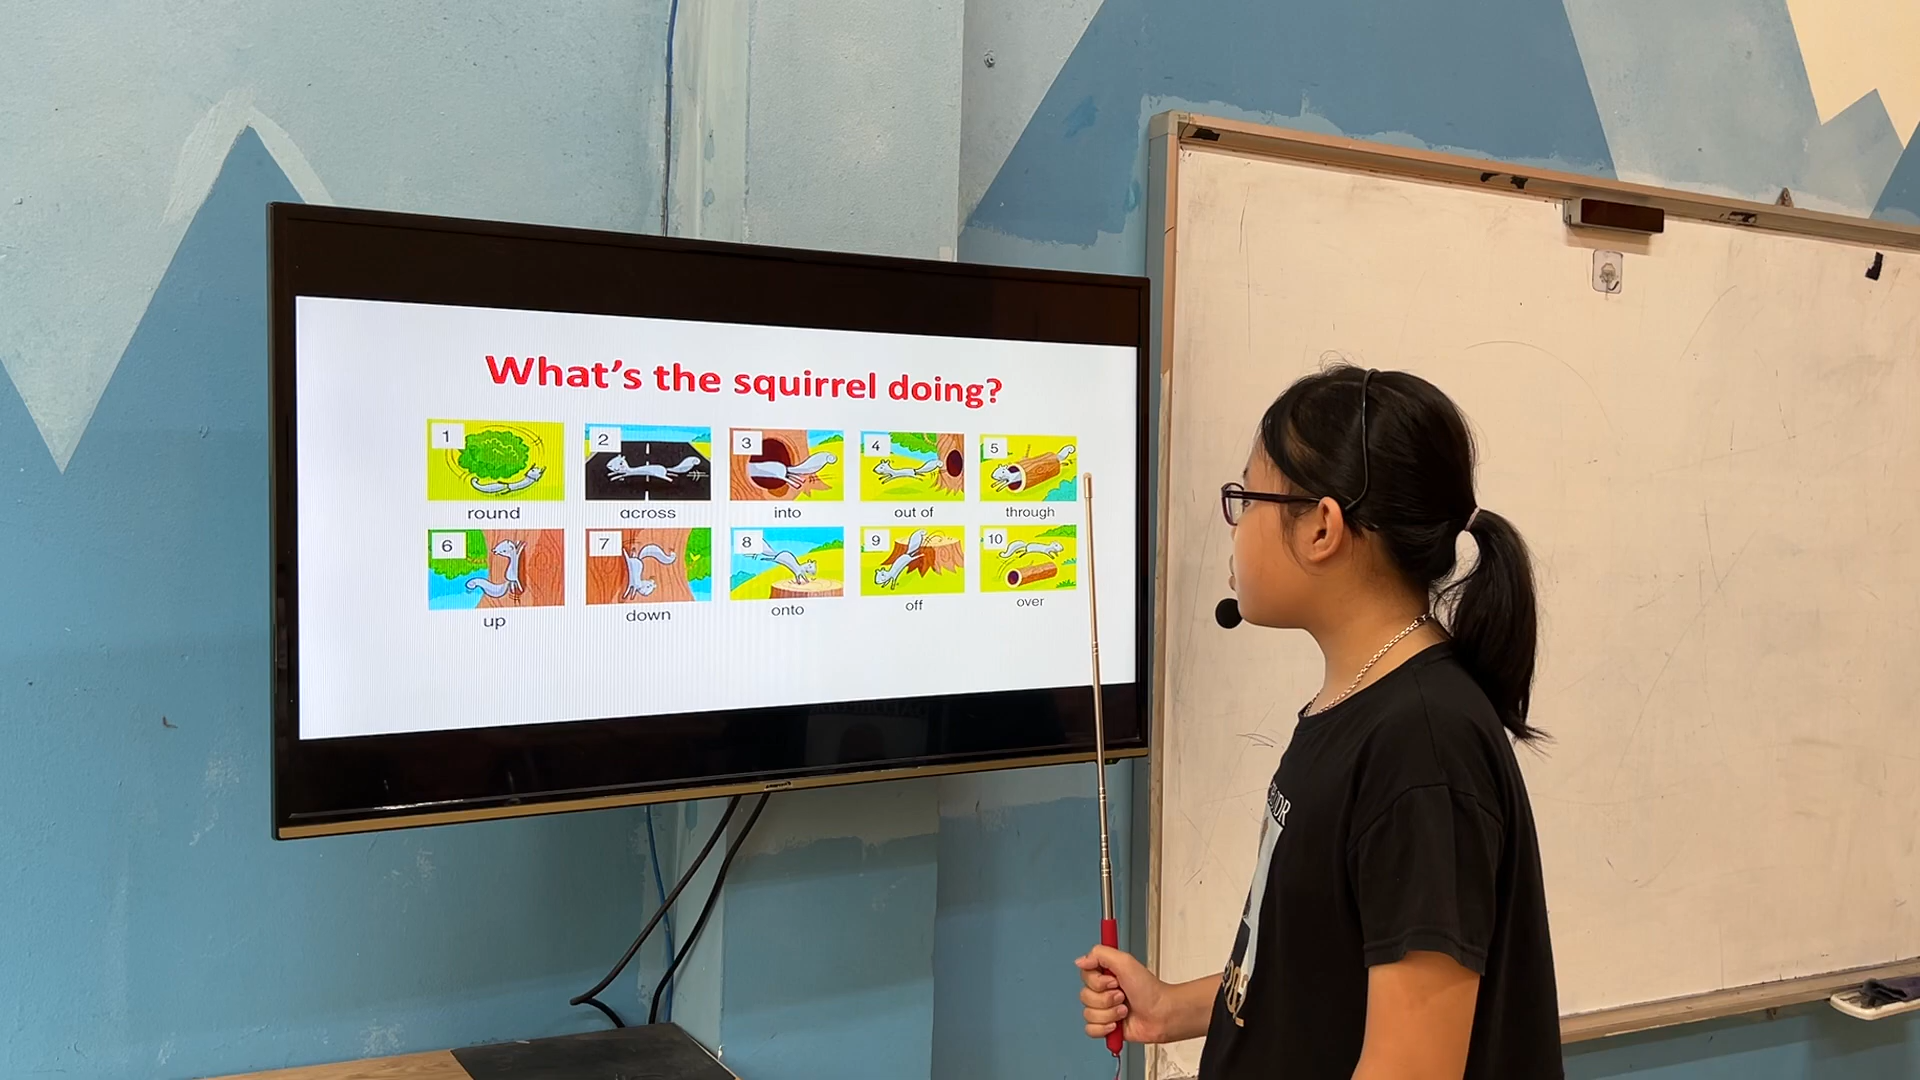 What's the squirrel doing?
1 2 3 4 5
round across into out of through
6 7 8 9 10
up down onto off over